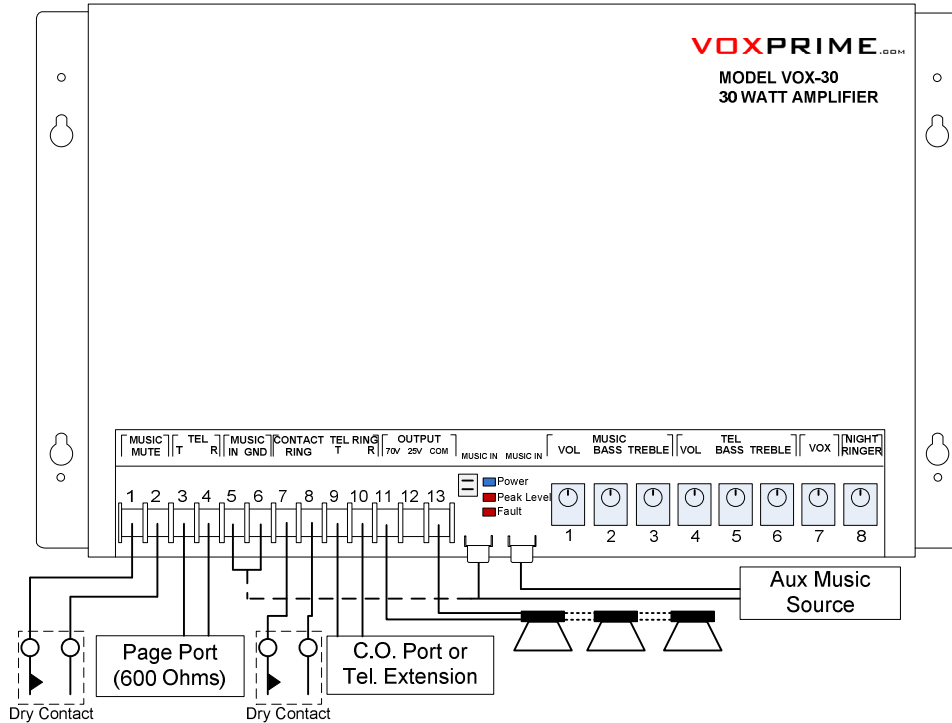 VOXPRIME.COM
MODEL VOX-30
30 WATT AMPLIFIER
MUSIC MUTE
TEL
T R
MUSIC
IN GND
CONTACT RING
TEL RING
T R
OUTPUT
70V 25V COM
MUSIC IN MUSIC IN
MUSIC
VOL BASS TREBLE
TEL
VOL BASS TREBLE
VOX
NIGHT RINGER
Power
Peak Level
Fault
1 2 3 4 5 6 7 8 9 10 11 12 13
1 2 3 4 5 6 7 8
Aux Music
Source
Page Port
(600 Ohms)
C.O. Port or
Tel. Extension
Dry Contact
Dry Contact